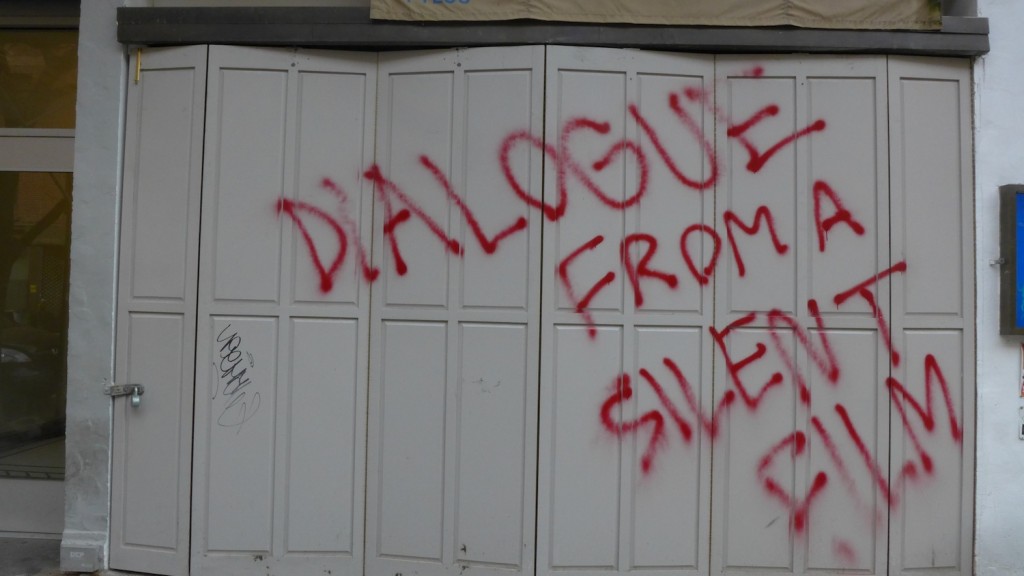 DIALOGUE
FROM A
SILENT
FILM